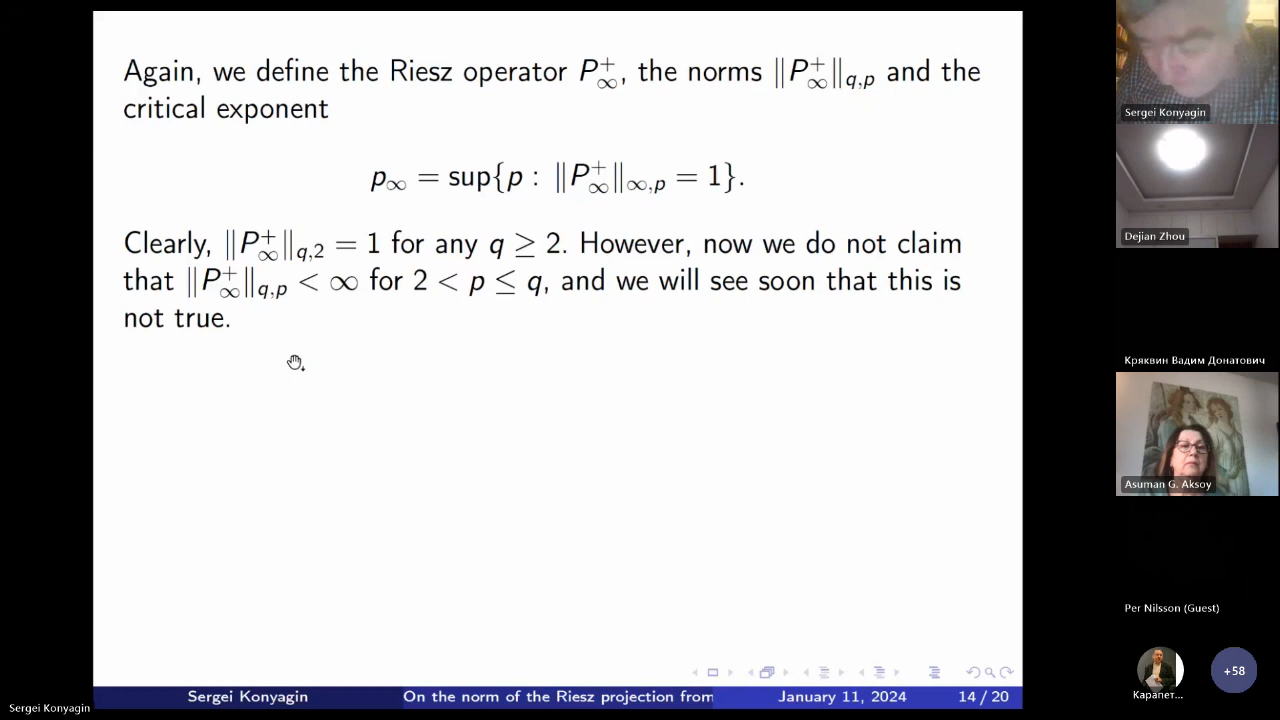 Again, we define the Riesz operator P⁺_∞, the norms ‖P⁺_∞‖_{q,p} and the
critical exponent
p_∞ = sup{p : ‖P⁺_∞‖_{∞,p} = 1}.
Clearly, ‖P⁺_∞‖_{q,2} = 1 for any q ≥ 2. However, now we do not claim
that ‖P⁺_∞‖_{q,p} < ∞ for 2 < p ≤ q, and we will see soon that this is
not true.
Sergei Konyagin On the norm of the Riesz projection from January 11, 2024 14 / 20
Sergei Konyagin
Sergei Konyagin
Dejian Zhou
Кряквин Вадим Донатович
Asuman G. Aksoy
Per Nilsson (Guest)
Карапет...
+58